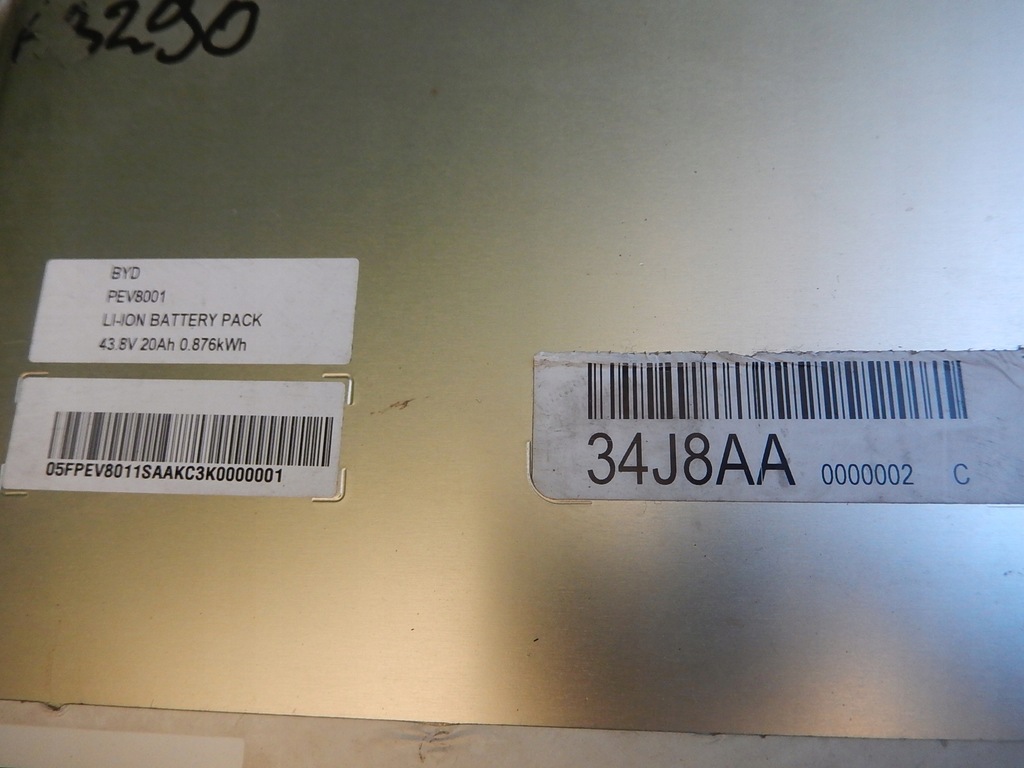 3290
BYD
PEV8001
LI-ION BATTERY PACK
43.8V 20Ah 0.876kWh
05FPEV8011SAAKC3K0000001
34J8AA 0000002 C